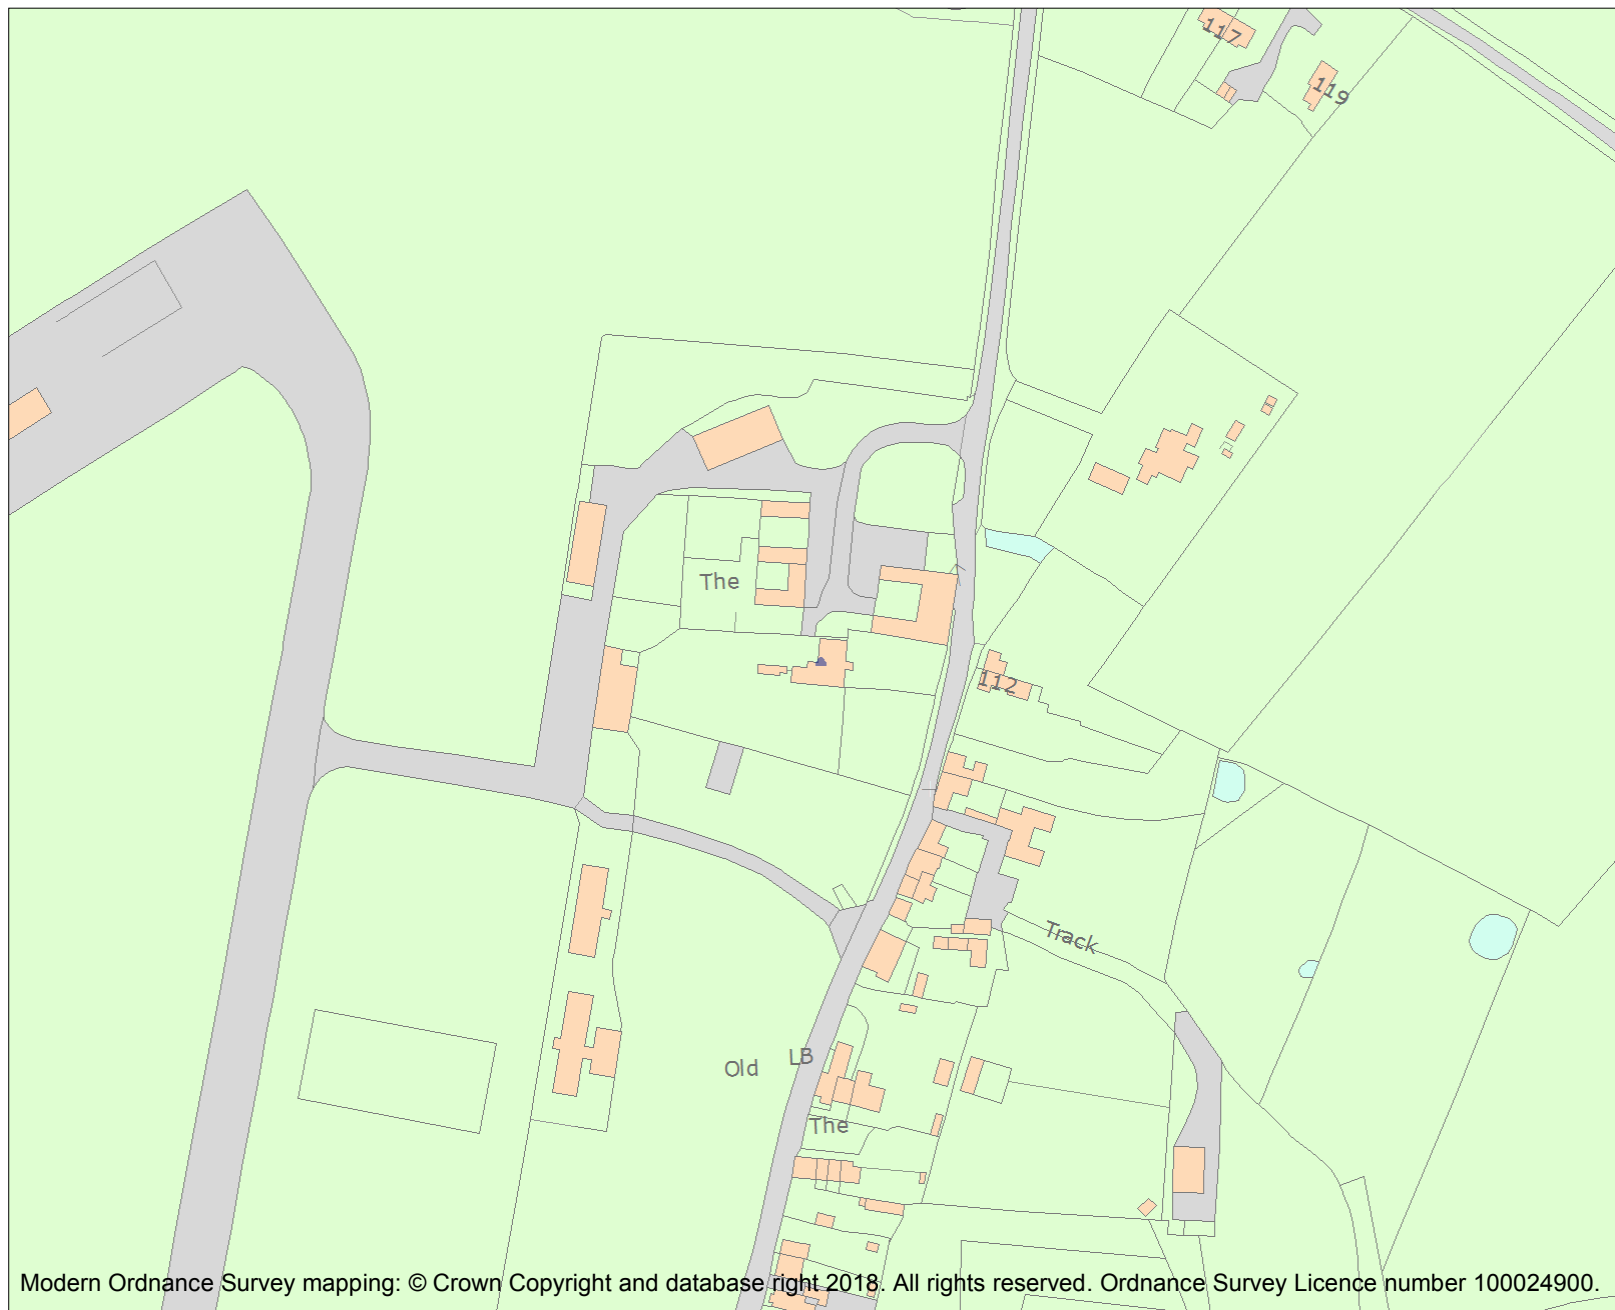 117
119
The
112
Track
Old
LB
The
Modern Ordnance Survey mapping: © Crown Copyright and database right 2018. All rights reserved. Ordnance Survey Licence number 100024900.